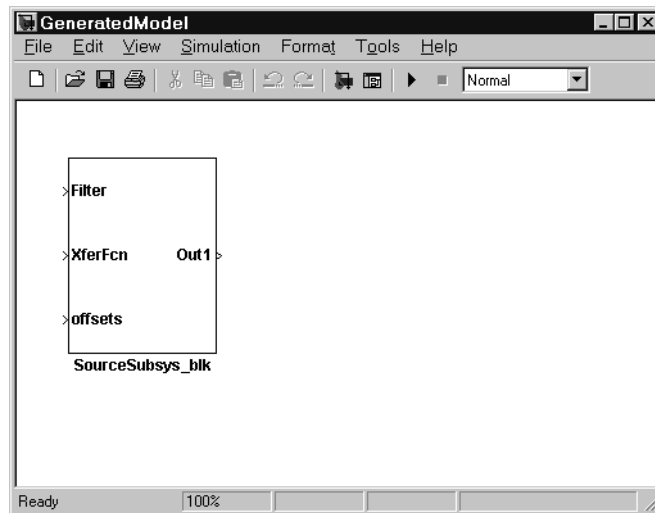 GeneratedModel
File Edit View Simulation Format Tools Help
Normal
Filter
XferFcn Out1
offsets
SourceSubsys_blk
Ready 100%